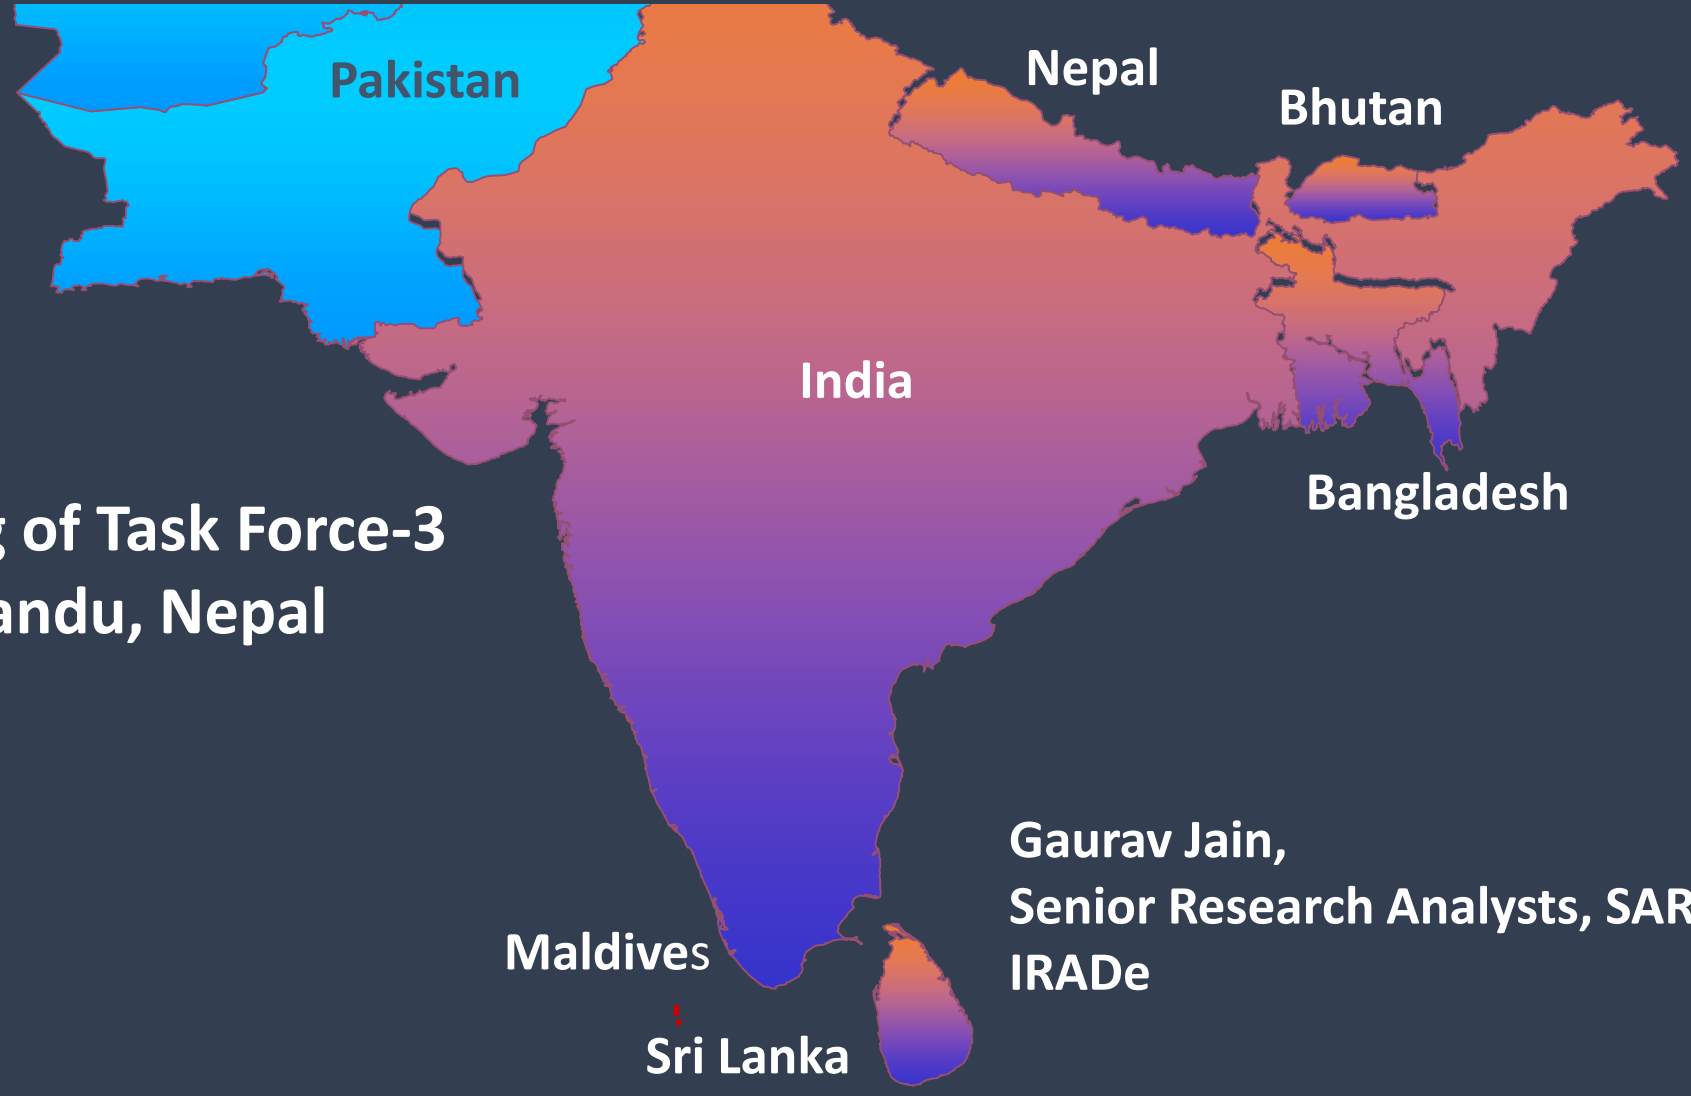 Pakistan
Nepal
Bhutan
India
Bangladesh
of Task Force-3
andu, Nepal
Gaurav Jain,
Senior Research Analysts, SAR
IRADe
Maldives
Sri Lanka